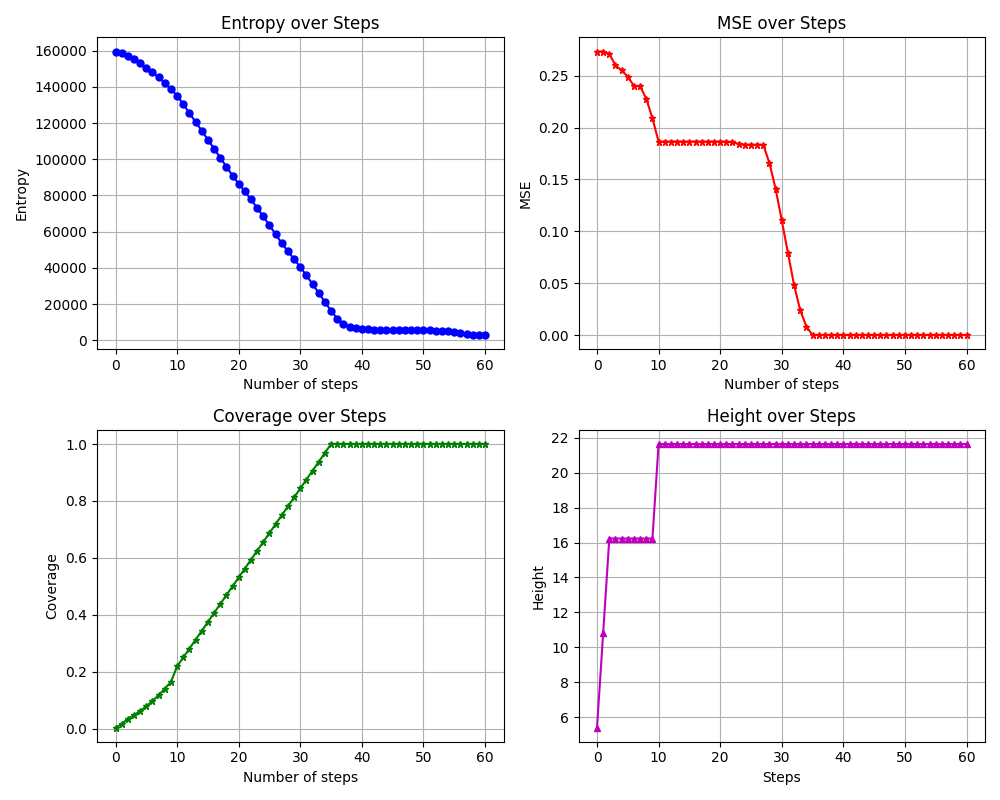 Entropy over Steps
Entropy
160000
140000
120000
100000
80000
60000
40000
20000
0
0 10 20 30 40 50 60
Number of steps
MSE over Steps
MSE
0.25
0.20
0.15
0.10
0.05
0.00
0 10 20 30 40 50 60
Number of steps
Coverage over Steps
Coverage
1.0
0.8
0.6
0.4
0.2
0.0
0 10 20 30 40 50 60
Number of steps
Height over Steps
Height
22
20
18
16
14
12
10
8
6
0 10 20 30 40 50 60
Steps